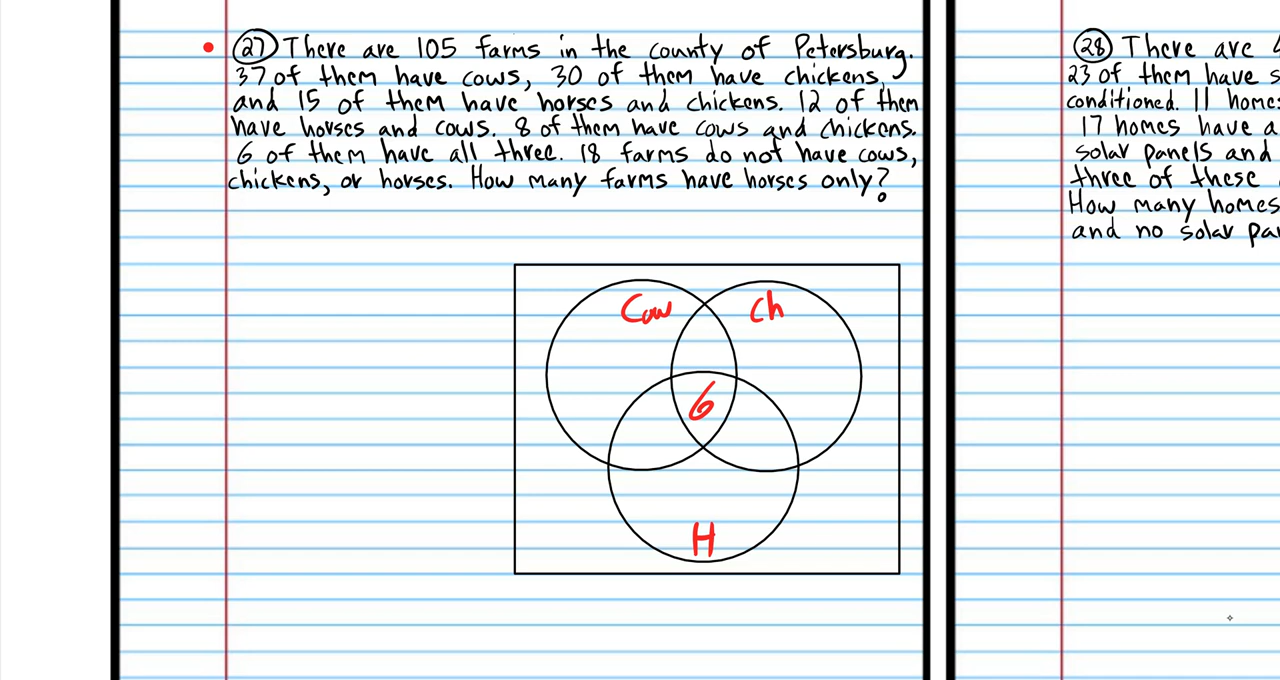 (27) There are 105 farms in the county of Petersburg.
37 of them have cows, 30 of them have chickens,
and 15 of them have horses and chickens. 12 of them
have horses and cows. 8 of them have cows and chickens.
6 of them have all three. 18 farms do not have cows,
chickens, or horses. How many farms have horses only?
Cow
Ch
6
H
(28) There are
23 of them have s
conditioned. 11 home
17 homes have a
solar panels and
three of these
How many homes
and no solar pa